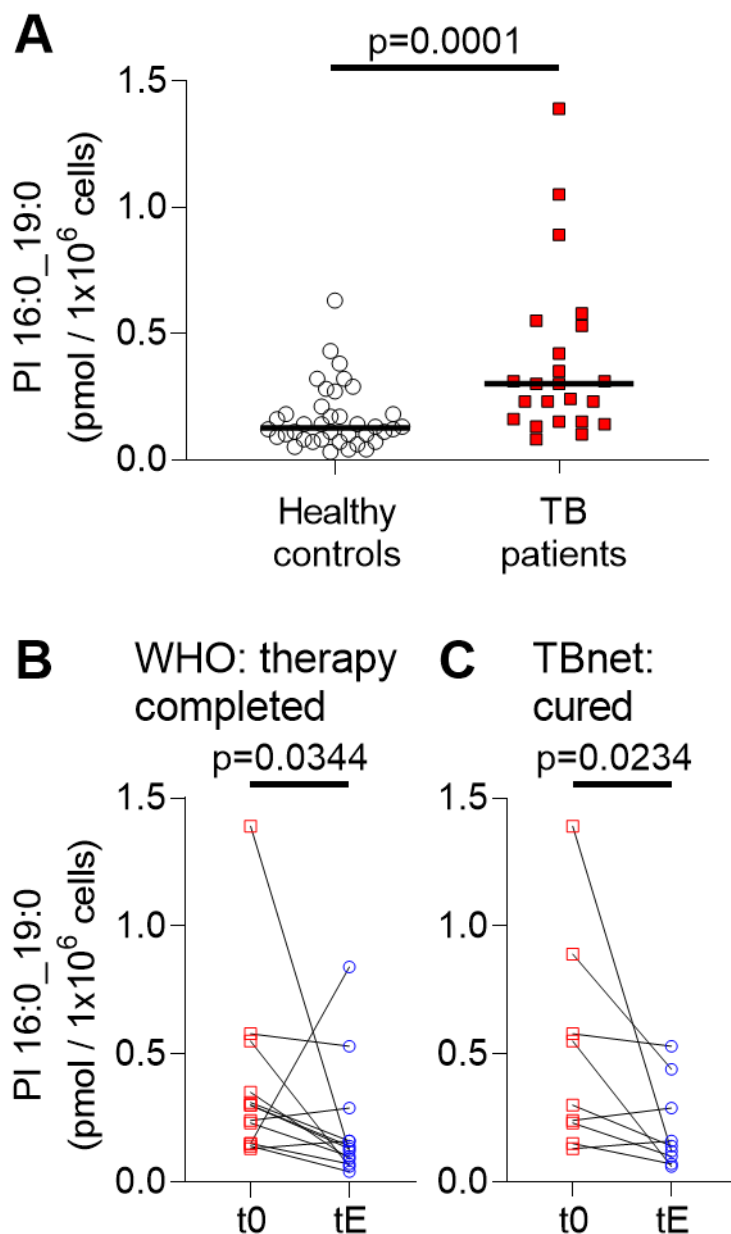 A
p=0.0001
1.5
1.0
0.5
0.0
PI 16:0_19:0
(pmol / 1x10⁶ cells)
Healthy
controls
TB
patients
B
WHO: therapy
completed
p=0.0344
1.5
1.0
0.5
0.0
PI 16:0_19:0
(pmol / 1x10⁶ cells)
t0
tE
C
TBnet:
cured
p=0.0234
1.5
1.0
0.5
0.0
t0
tE